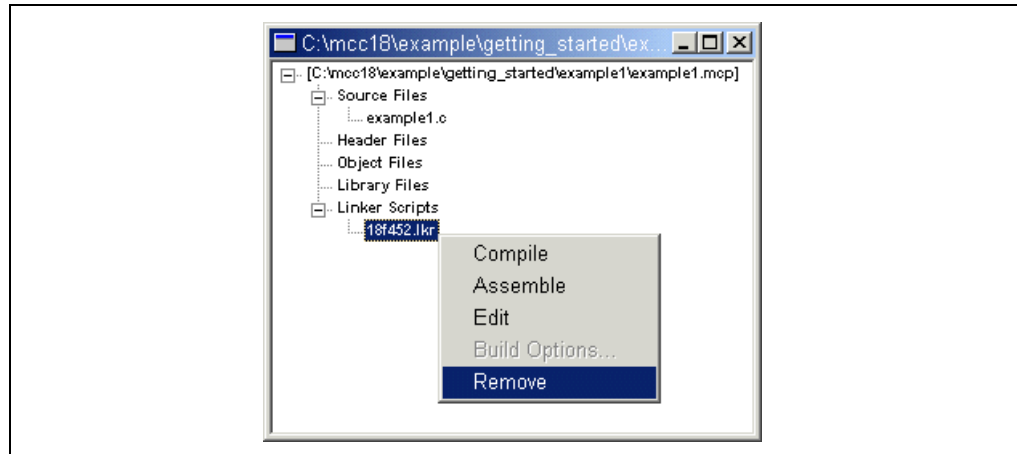 C:\mcc18\example\getting_started\ex...
[C:\mcc18\example\getting_started\example1\example1.mcp]
Source Files
example1.c
Header Files
Object Files
Library Files
Linker Scripts
18f452.lkr
Compile
Assemble
Edit
Build Options...
Remove